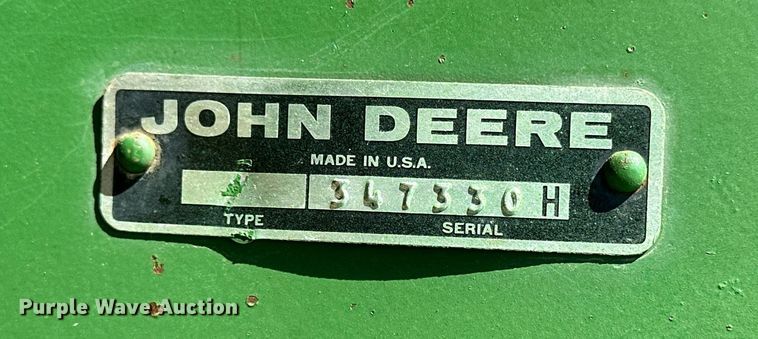 JOHN DEERE
MADE IN U.S.A.
347330H
TYPE SERIAL
Purple Wave Auction